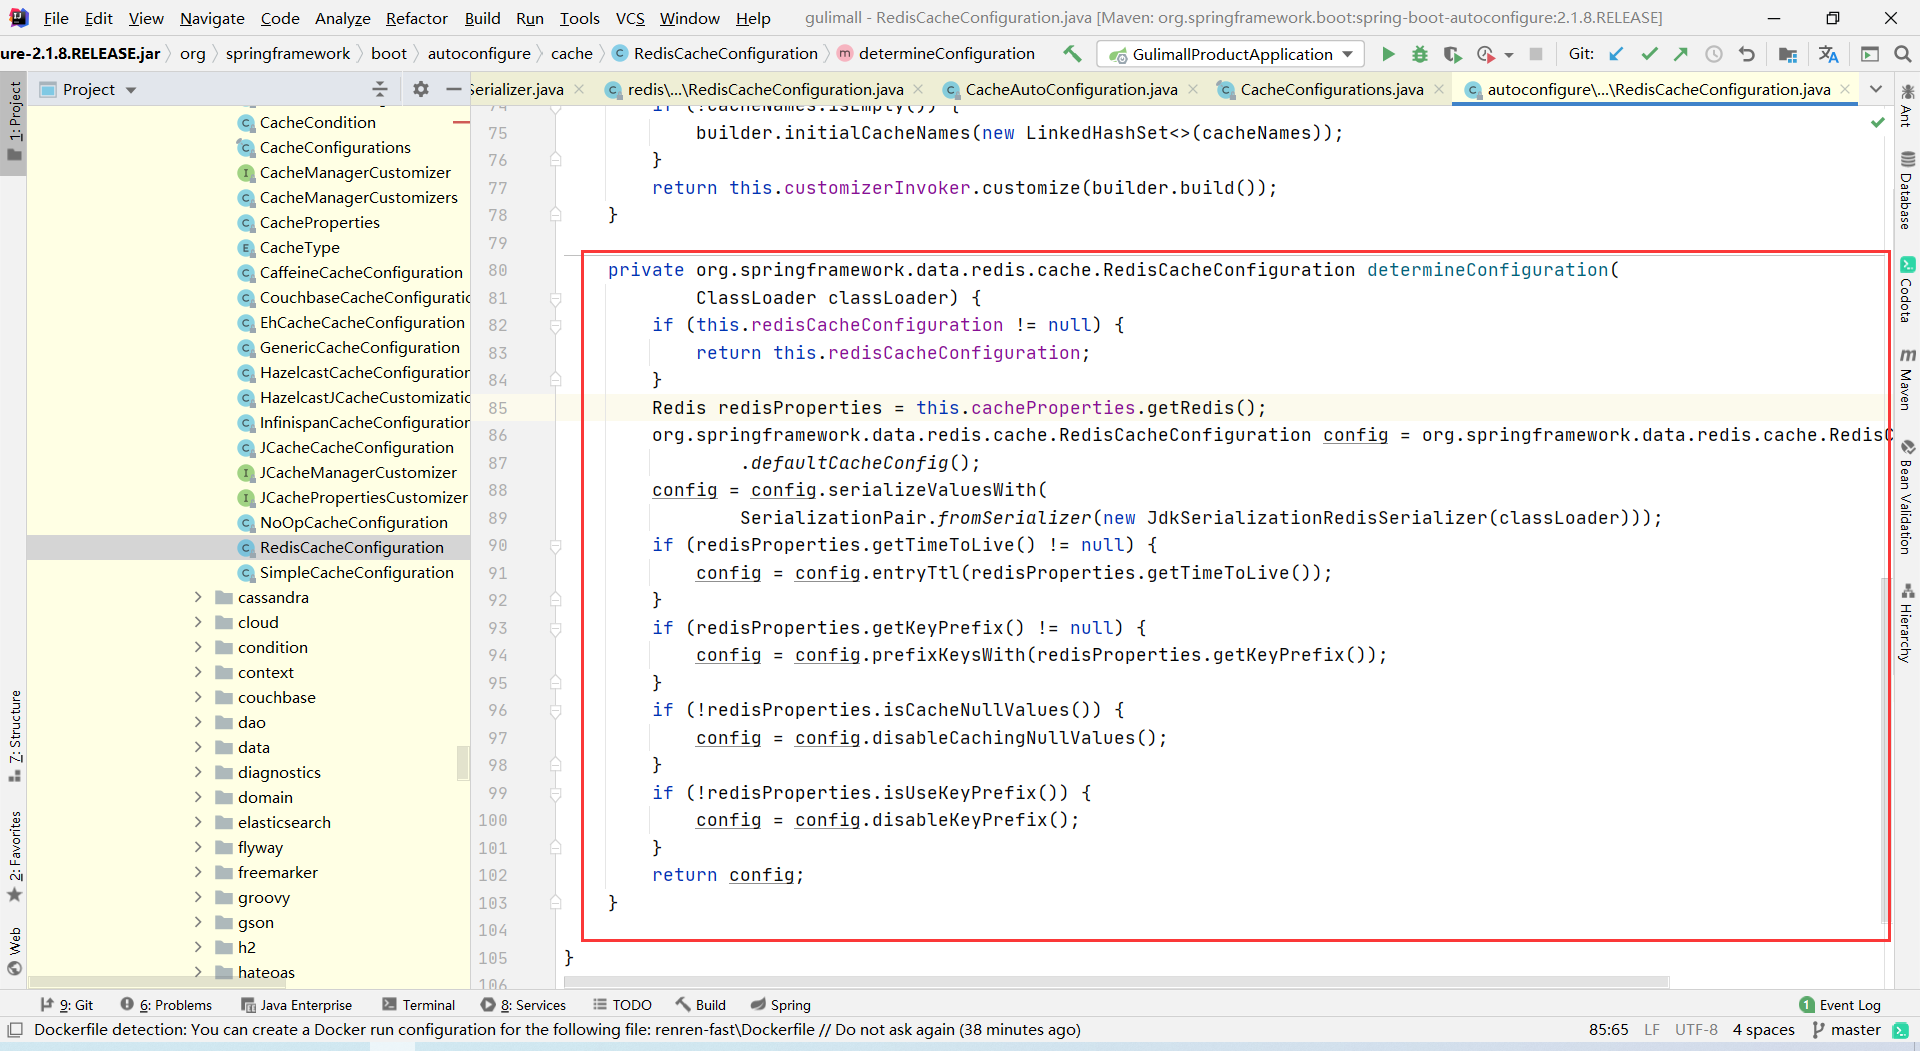 File Edit View Navigate Code Analyze Refactor Build Run Tools VCS Window Help gulimall - RedisCacheConfiguration.java [Maven: org.springframework.boot:spring-boot-autoconfigure:2.1.8.RELEASE]
ure-2.1.8.RELEASE.jar org springframework boot autoconfigure cache RedisCacheConfiguration determineConfiguration GulimallProductApplication Git:
Project
Serializer.java redis\...\RedisCacheConfiguration.java CacheAutoConfiguration.java CacheConfigurations.java autoconfigure\...\RedisCacheConfiguration.java
1: Project
7: Structure
2: Favorites
Web
CacheCondition
CacheConfigurations
CacheManagerCustomizer
CacheManagerCustomizers
CacheProperties
CacheType
CaffeineCacheConfiguration
CouchbaseCacheConfiguratic
EhCacheCacheConfiguration
GenericCacheConfiguration
HazelcastCacheConfiguration
HazelcastJCacheCustomizatic
InfinispanCacheConfiguration
JCacheCacheConfiguration
JCacheManagerCustomizer
JCachePropertiesCustomizer
NoOpCacheConfiguration
RedisCacheConfiguration
SimpleCacheConfiguration
cassandra
cloud
condition
context
couchbase
dao
data
diagnostics
domain
elasticsearch
flyway
freemarker
groovy
gson
h2
hateoas
74 if (!cacheNames.isEmpty()) {
75 builder.initialCacheNames(new LinkedHashSet<>(cacheNames));
76 }
77 return this.customizerInvoker.customize(builder.build());
78 }
79
80 private org.springframework.data.redis.cache.RedisCacheConfiguration determineConfiguration(
81 ClassLoader classLoader) {
82 if (this.redisCacheConfiguration != null) {
83 return this.redisCacheConfiguration;
84 }
85 Redis redisProperties = this.cacheProperties.getRedis();
86 org.springframework.data.redis.cache.RedisCacheConfiguration config = org.springframework.data.redis.cache.RedisC
87 .defaultCacheConfig();
88 config = config.serializeValuesWith(
89 SerializationPair.fromSerializer(new JdkSerializationRedisSerializer(classLoader)));
90 if (redisProperties.getTimeToLive() != null) {
91 config = config.entryTtl(redisProperties.getTimeToLive());
92 }
93 if (redisProperties.getKeyPrefix() != null) {
94 config = config.prefixKeysWith(redisProperties.getKeyPrefix());
95 }
96 if (!redisProperties.isCacheNullValues()) {
97 config = config.disableCachingNullValues();
98 }
99 if (!redisProperties.isUseKeyPrefix()) {
100 config = config.disableKeyPrefix();
101 }
102 return config;
103 }
104
105 }
106
Ant
Database
Codota
Maven
Bean Validation
Hierarchy
9: Git 6: Problems Java Enterprise Terminal 8: Services TODO Build Spring 1 Event Log
Dockerfile detection: You can create a Docker run configuration for the following file: renren-fast\Dockerfile // Do not ask again (38 minutes ago) 85:65 LF UTF-8 4 spaces master